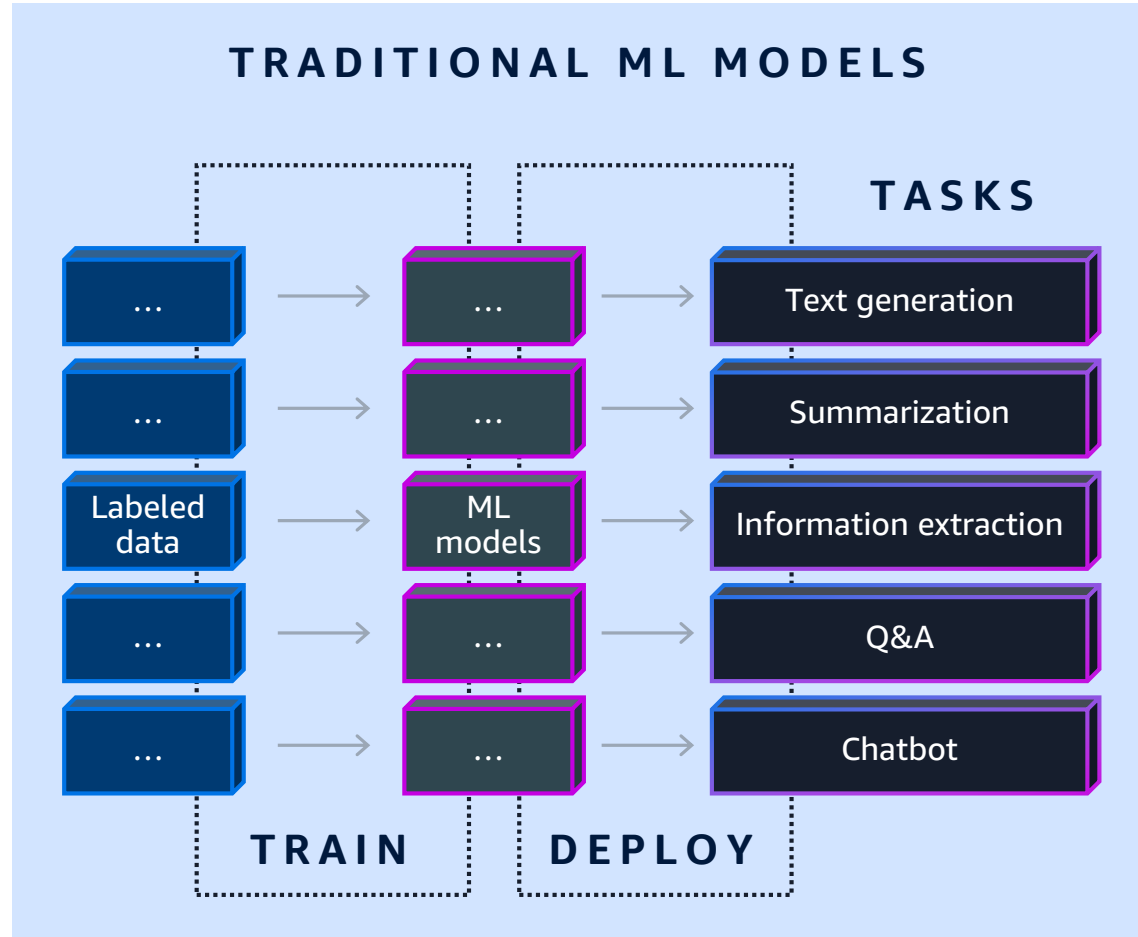 TRADITIONAL ML MODELS
TASKS
...
...
Text generation
...
...
Summarization
Labeled
data
ML
models
Information extraction
...
...
Q&A
...
...
Chatbot
TRAIN
DEPLOY